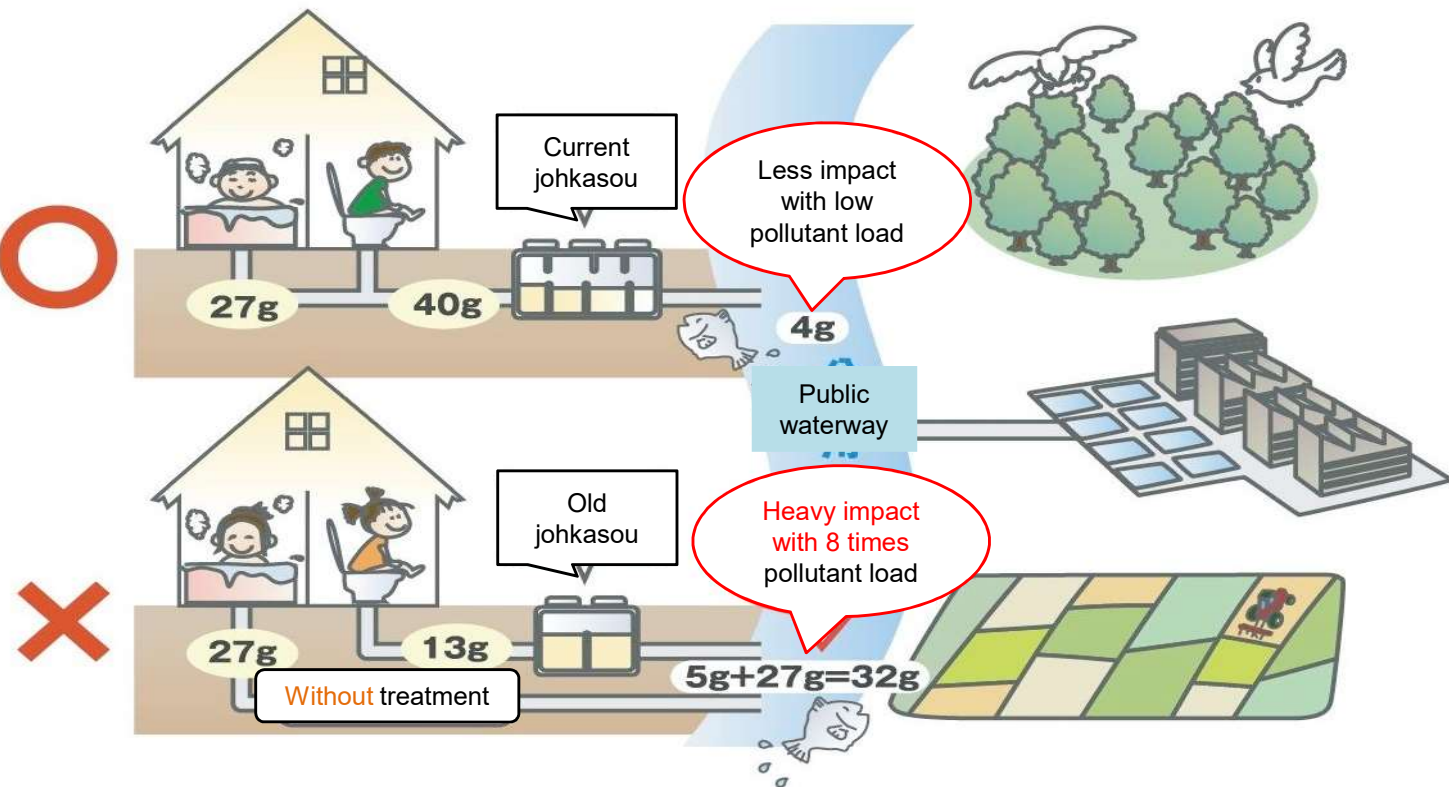 Current
johkasou
Less impact
with low
pollutant load
27g
40g
4g
Public
waterway
Old
johkasou
Heavy impact
with 8 times
pollutant load
27g
13g
5g+27g=32g
Without treatment